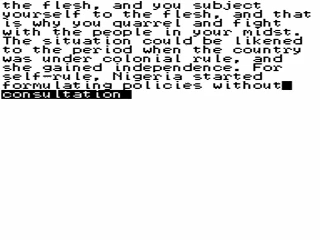 the flesh, and you subject
yourself to the flesh, and that
is why you quarrel and fight
with the people in your midst.
The situation could be likened
to the period when the country
was under colonial rule, and
she gained independence. For
self-rule, Nigeria started
formulating policies without
consultation